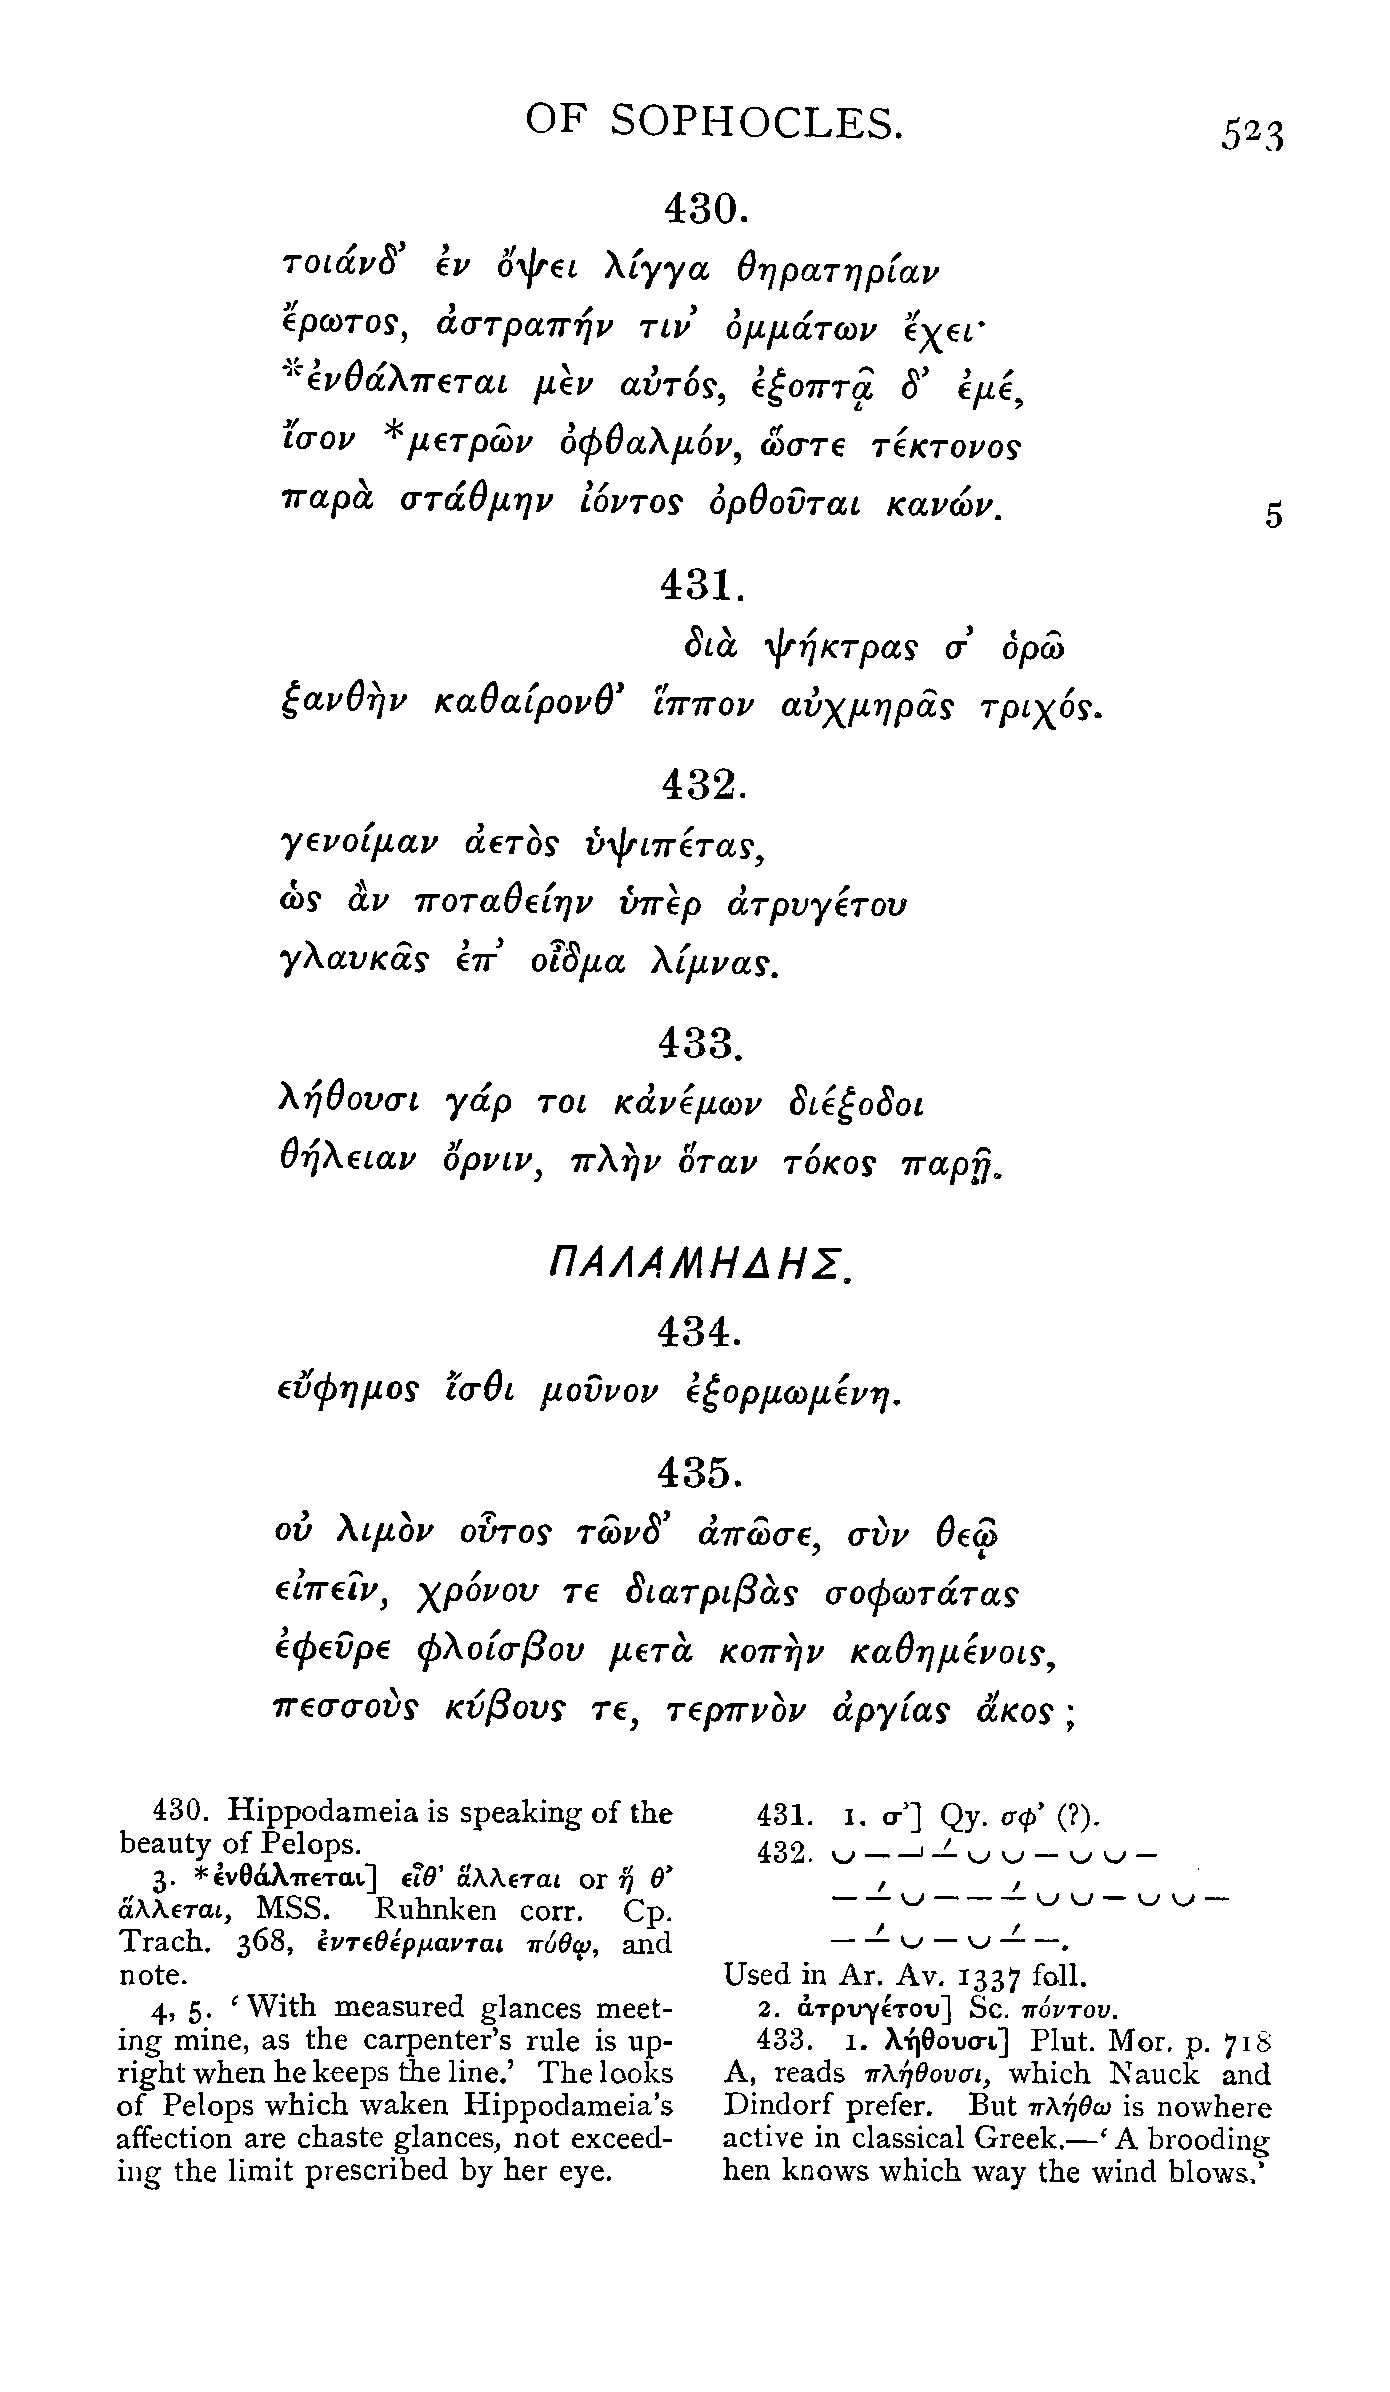 OF SOPHOCLES.
523
430.
τοιάνδ’ ἐν ὄψει λίγγα θηρατηρίαν
ἔρωτος, ἀστραπήν τιν’ ὀμμάτων ἔχει·
*ἐνθάλπεται μὲν αὐτός, ἐξοπτᾷ δ’ ἐμέ,
ἴσον *μετρῶν ὀφθαλμόν, ὥστε τέκτονος
παρὰ στάθμην ἰόντος ὀρθοῦται κανών. 5
431.
διὰ ψήκτρας σ’ ὁρῶ
ξανθὴν καθαίρονθ’ ἵππον αὐχμηρᾶς τριχός.
432.
γενοίμαν ἀετὸς ὑψιπέτας,
ὡς ἂν ποταθείην ὑπὲρ ἀτρυγέτου
γλαυκᾶς ἐπ’ οἶδμα λίμνας.
433.
λήθουσι γάρ τοι κἀνέμων διέξοδοι
θήλειαν ὄρνιν, πλὴν ὅταν τόκος παρῇ.
ΠΑΛΑΜΗΔΗΣ.
434.
εὔφημος ἴσθι μοῦνον ἐξορμωμένη.
435.
οὐ λιμὸν οὗτος τῶνδ’ ἀπῶσε, σὺν θεῷ
εἰπεῖν, χρόνου τε διατριβὰς σοφωτάτας
ἐφεῦρε φλοίσβου μετὰ κοπὴν καθημένοις,
πεσσοὺς κύβους τε, τερπνὸν ἀργίας ἄκος ;
430. Hippodameia is speaking of the
beauty of Pelops.
3. *ἐνθάλπεται] εἶθ’ ἅλλεται or ἤ θ’
ἅλλεται, MSS. Ruhnken corr. Cp.
Trach. 368, ἐντεθέρμανται πόθῳ, and
note.
4, 5. ‘With measured glances meet-
ing mine, as the carpenter’s rule is up-
right when he keeps the line.’ The looks
of Pelops which waken Hippodameia’s
affection are chaste glances, not exceed-
ing the limit prescribed by her eye.
431. 1. σ’] Qy. σφ’ (?).
432. ᴗ – – ⏗ –́ ᴗ ᴗ – ᴗ ᴗ –
– –́ ᴗ – – –́ ᴗ ᴗ – ᴗ ᴗ –
– –́ ᴗ – ᴗ –́ –.
Used in Ar. Av. 1337 foll.
2. ἀτρυγέτου] Sc. πόντου.
433. 1. λήθουσι] Plut. Mor. p. 718
A, reads πλήθουσι, which Nauck and
Dindorf prefer. But πλήθω is nowhere
active in classical Greek.—‘A brooding
hen knows which way the wind blows.’